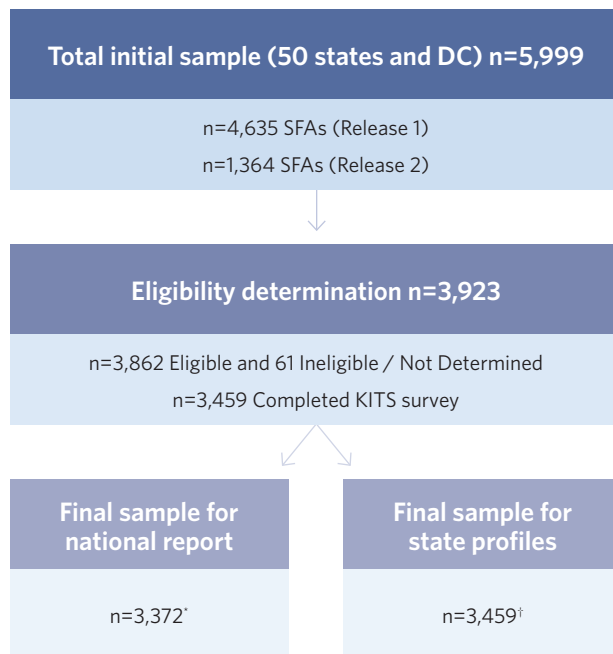 Total initial sample (50 states and DC) n=5,999
n=4,635 SFAs (Release 1)
n=1,364 SFAs (Release 2)
Eligibility determination n=3,923
n=3,862 Eligible and 61 Ineligible / Not Determined
n=3,459 Completed KITS survey
Final sample for
national report
n=3,372*
Final sample for
state profiles
n=3,459†